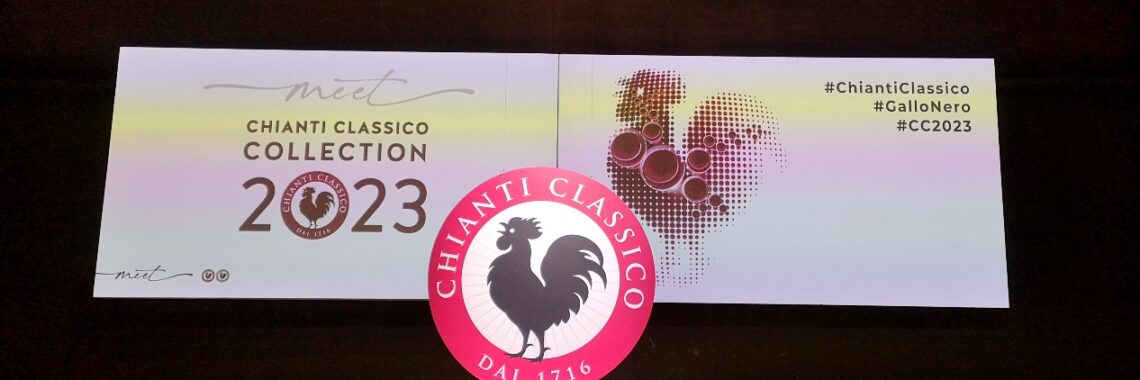 meet
CHIANTI CLASSICO
COLLECTION
2023
CHIANTI CLASSICO
DAL 1716
meet
#ChiantiClassico
#GalloNero
#CC2023
CHIANTI CLASSICO
DAL 1716